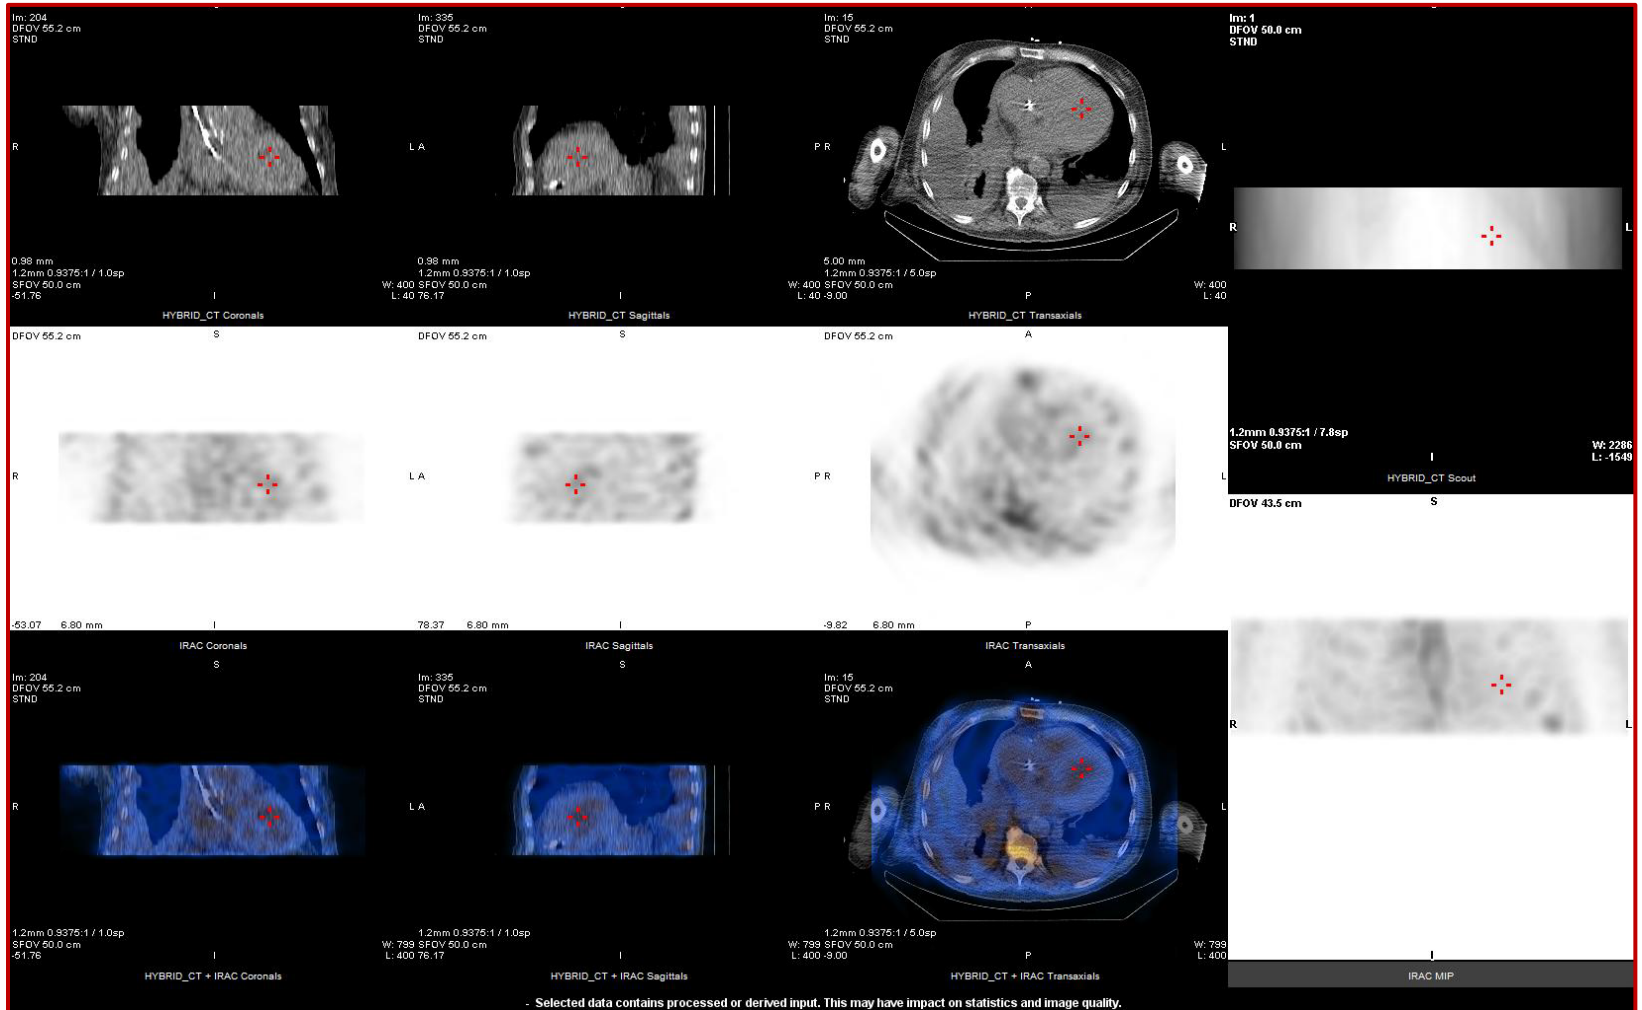 Im: 204
DFOV 55.2 cm
STND
R
L
0.98 mm
1.2mm 0.9375:1 / 1.0sp
SFOV 50.0 cm
-51.76
I
W: 400
L: 40
HYBRID_CT Coronals
Im: 335
DFOV 55.2 cm
STND
A
P
0.98 mm
1.2mm 0.9375:1 / 1.0sp
SFOV 50.0 cm
76.17
I
W: 400
L: 40
HYBRID_CT Sagittals
Im: 15
DFOV 55.2 cm
STND
R
L
5.00 mm
1.2mm 0.9375:1 / 5.0sp
SFOV 50.0 cm
-9.00
P
W: 400
L: 40
HYBRID_CT Transaxials
Im: 1
DFOV 50.0 cm
STND
R
L
1.2mm 0.9375:1 / 7.8sp
SFOV 50.0 cm
I
W: 2286
L: -1549
HYBRID_CT Scout
DFOV 55.2 cm
S
R
L
-53.07
6.80 mm
I
IRAC Coronals
DFOV 55.2 cm
S
A
P
78.37
6.80 mm
I
IRAC Sagittals
DFOV 55.2 cm
A
R
L
-9.82
6.80 mm
P
IRAC Transaxials
DFOV 43.5 cm
S
R
L
I
IRAC MIP
S
Im: 204
DFOV 55.2 cm
STND
R
L
1.2mm 0.9375:1 / 1.0sp
SFOV 50.0 cm
-51.76
I
W: 799
L: 400
HYBRID_CT + IRAC Coronals
S
Im: 335
DFOV 55.2 cm
STND
A
P
1.2mm 0.9375:1 / 1.0sp
SFOV 50.0 cm
76.17
I
W: 799
L: 400
HYBRID_CT + IRAC Sagittals
A
Im: 15
DFOV 55.2 cm
STND
R
L
1.2mm 0.9375:1 / 5.0sp
SFOV 50.0 cm
-9.00
P
W: 799
L: 400
HYBRID_CT + IRAC Transaxials
- Selected data contains processed or derived input. This may have impact on statistics and image quality.